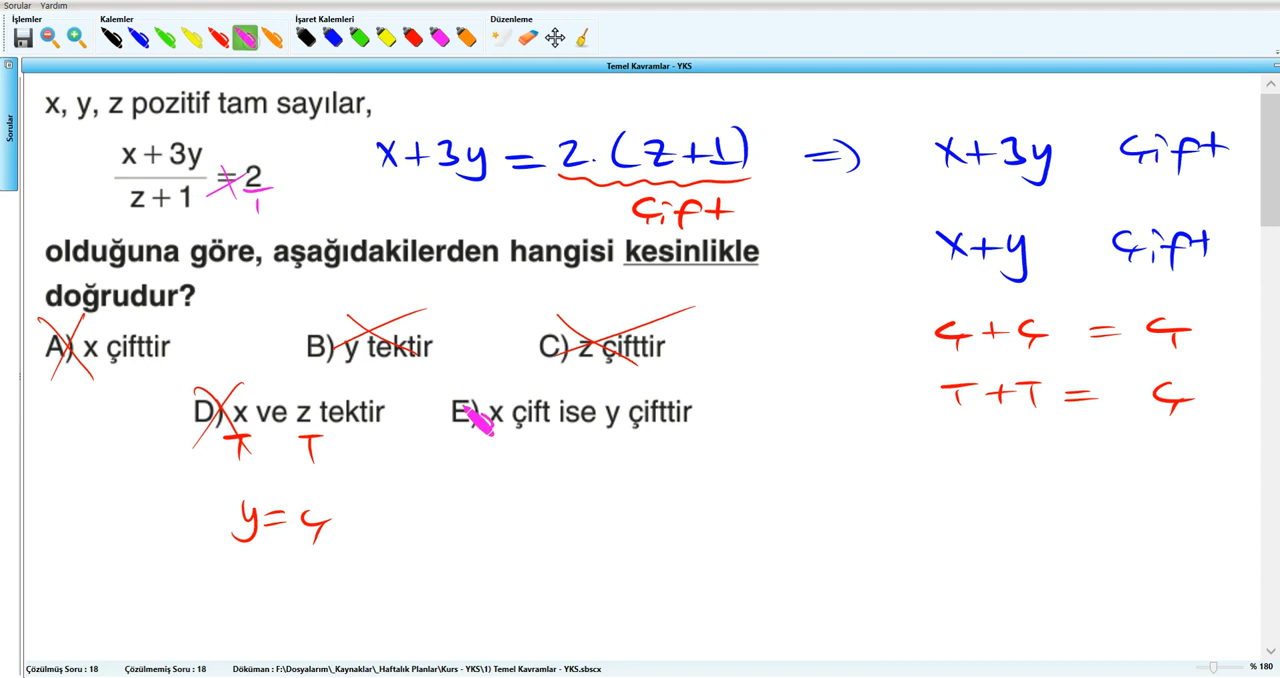 Sorular Yardım
İşlemler Kalemler İşaret Kalemleri Düzenleme
Temel Kavramlar - YKS
Sorular
x, y, z pozitif tam sayılar,
x + 3y / z + 1 = 2 / 1
x+3y = 2.(z+1) ⇒ x+3y çift
çift
x+y çift
olduğuna göre, aşağıdakilerden hangisi kesinlikle
doğrudur?
A) x çifttir B) y tektir C) z çifttir
Ç+Ç = Ç
D) x ve z tektir E) x çift ise y çifttir
T+T = Ç
T T
y = Ç
Çözülmüş Soru : 18 Çözülmemiş Soru : 18 Döküman : F:\Dosyalarım\_Kaynaklar\_Haftalık Planlar\Kurs - YKS\1) Temel Kavramlar - YKS.sbscx % 180